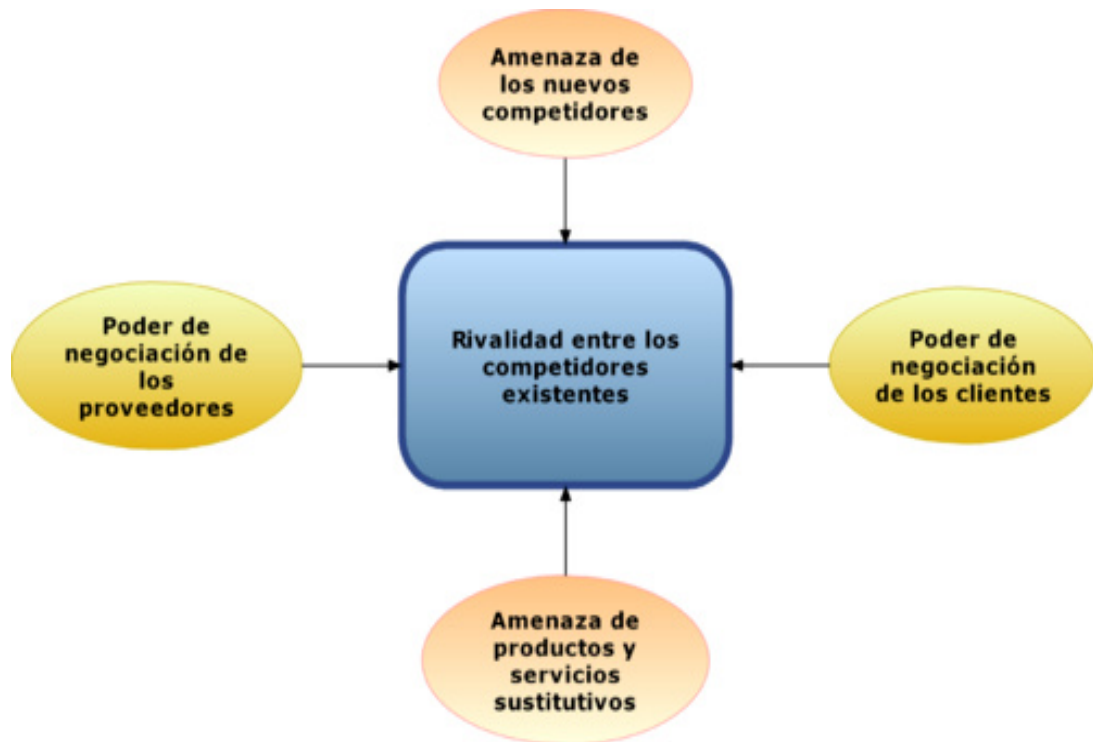 Amenaza de
los nuevos
competidores
Poder de
negociación de
los
proveedores
Rivalidad entre los
competidores
existentes
Poder de
negociación
de los clientes
Amenaza de
productos y
servicios
sustitutivos